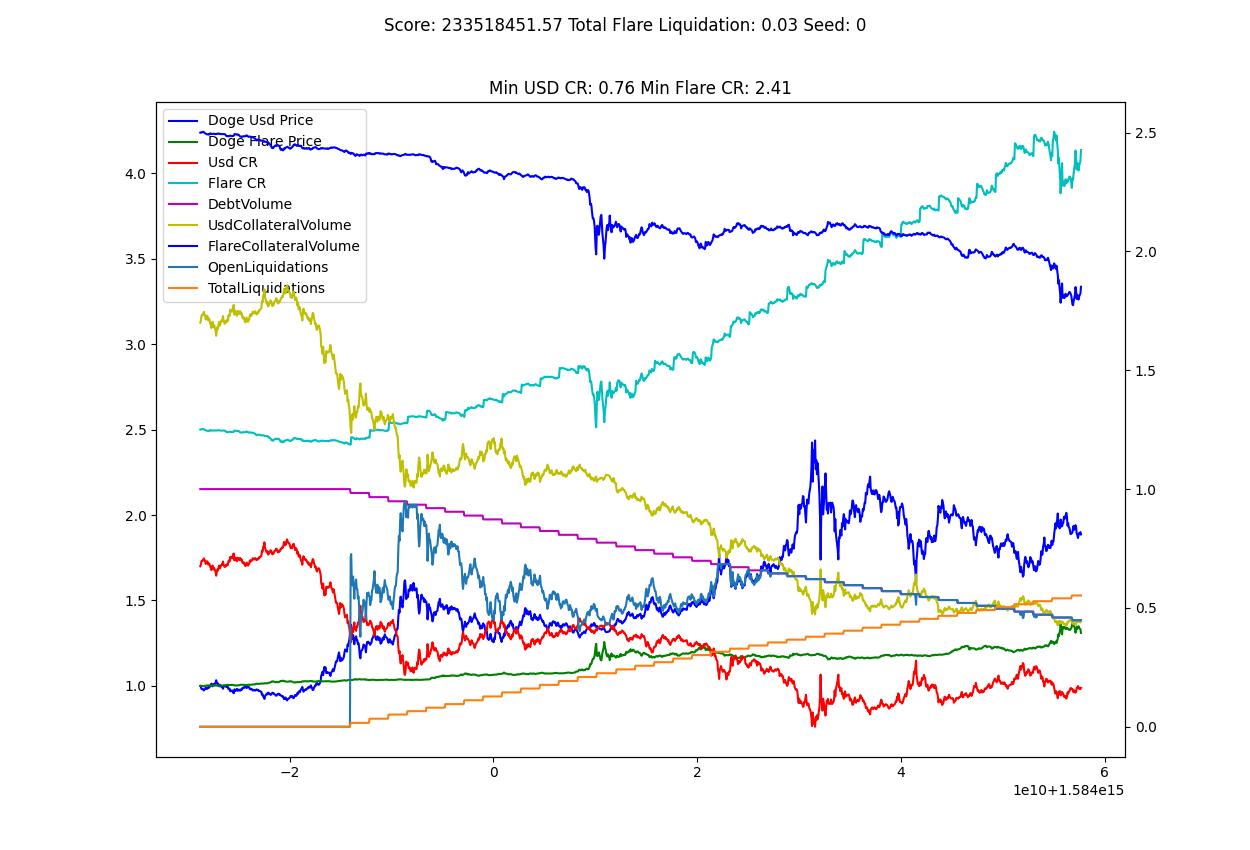 Score: 233518451.57 Total Flare Liquidation: 0.03 Seed: 0
Min USD CR: 0.76 Min Flare CR: 2.41
Doge Usd Price
Doge Flare Price
Usd CR
Flare CR
DebtVolume
UsdCollateralVolume
FlareCollateralVolume
OpenLiquidations
TotalLiquidations
4.0
3.5
3.0
2.5
2.0
1.5
1.0
2.5
2.0
1.5
1.0
0.5
0.0
−2
0
2
4
6
1e10+1.584e15